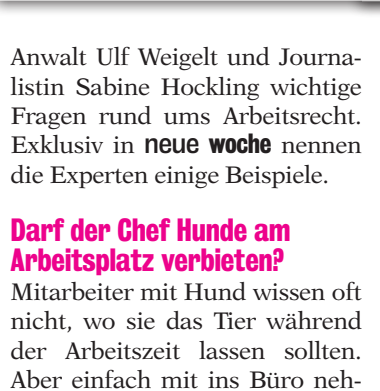 Anwalt Ulf Weigelt und Journa-
listin Sabine Hockling wichtige
Fragen rund ums Arbeitsrecht.
Exklusiv in neue woche nennen
die Experten einige Beispiele.
Darf der Chef Hunde am
Arbeitsplatz verbieten?
Mitarbeiter mit Hund wissen oft
nicht, wo sie das Tier während
der Arbeitszeit lassen sollten.
Aber einfach mit ins Büro neh-